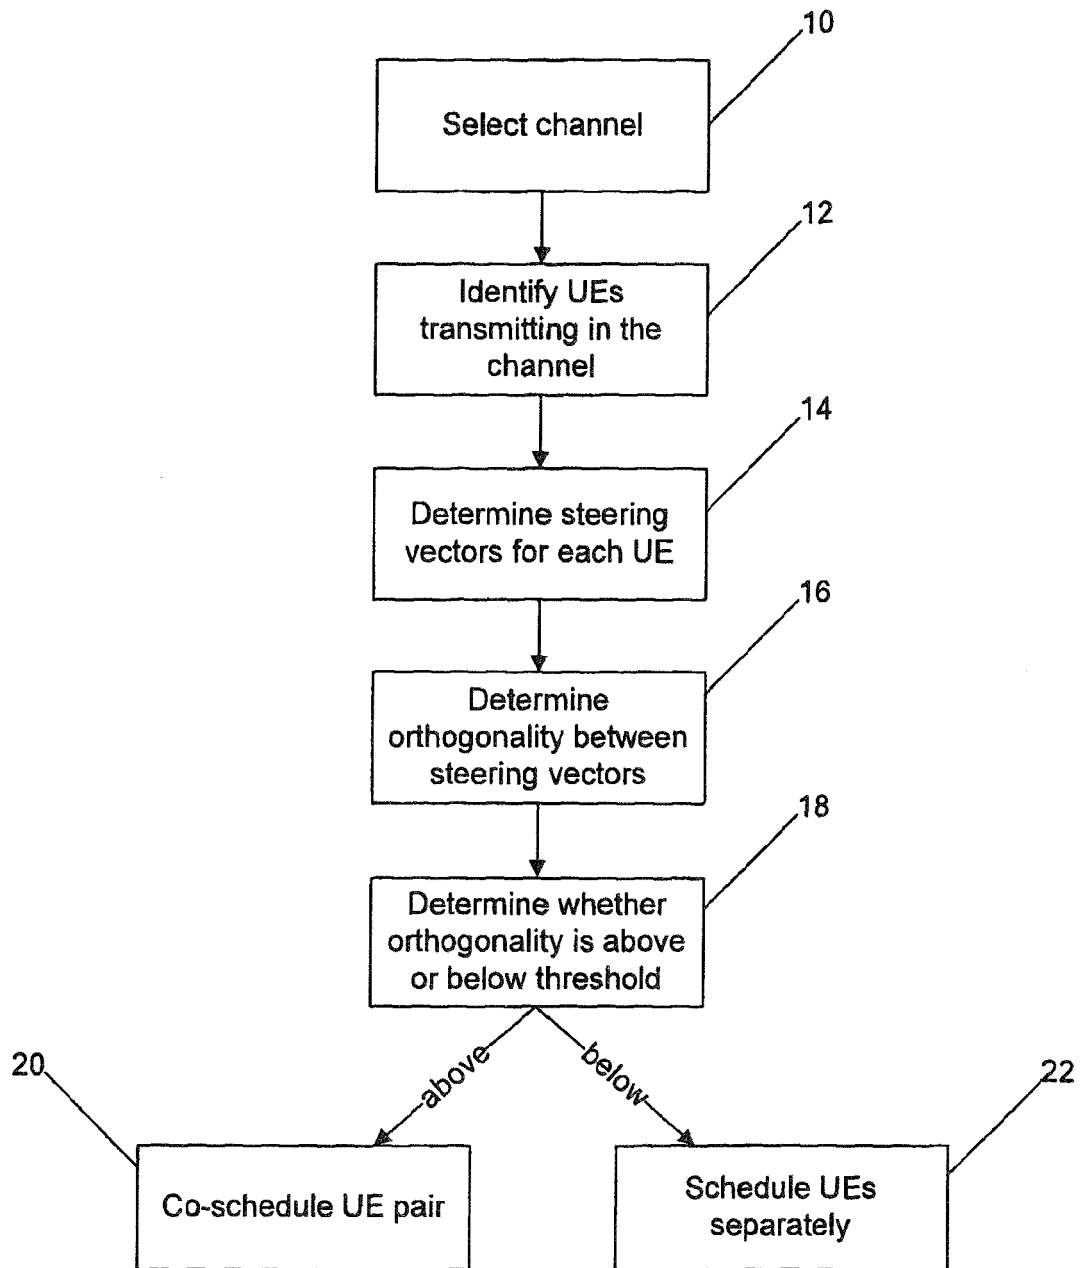 10
Select channel
12
Identify UEs
transmitting in the
channel
14
Determine steering
vectors for each UE
16
Determine
orthogonality between
steering vectors
18
Determine whether
orthogonality is above
or below threshold
20
above
below
22
Co-schedule UE pair
Schedule UEs
separately